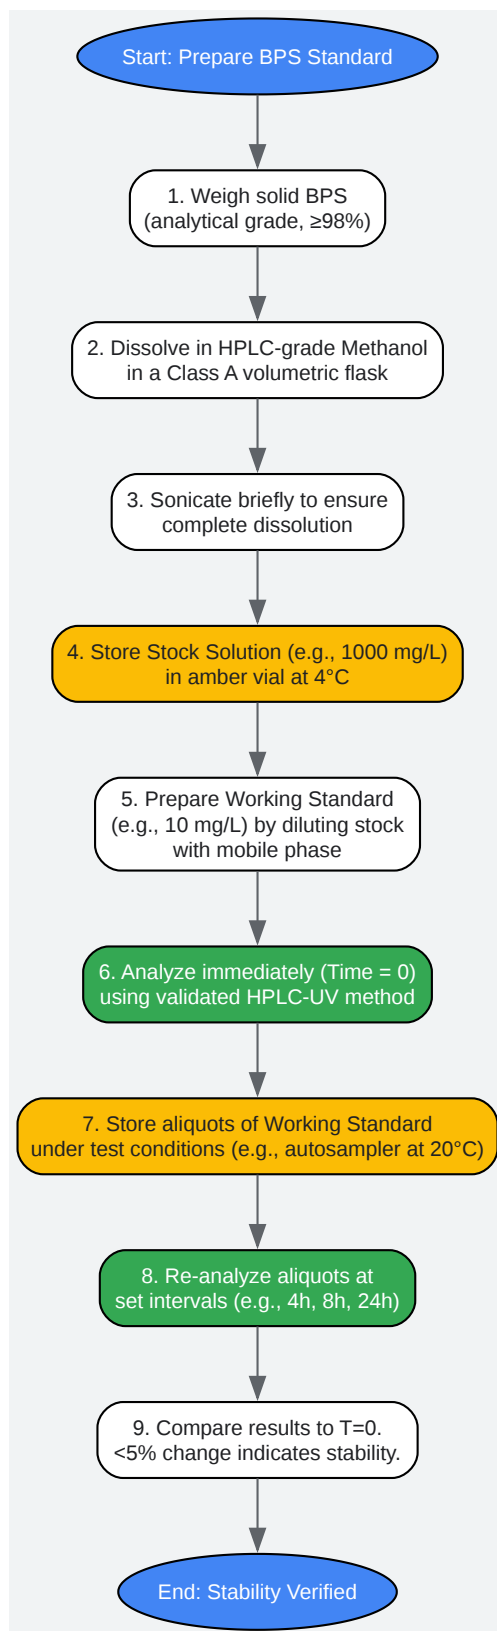 Start: Prepare BPS Standard
1. Weigh solid BPS
(analytical grade, ≥98%)
2. Dissolve in HPLC-grade Methanol
in a Class A volumetric flask
3. Sonicate briefly to ensure
complete dissolution
4. Store Stock Solution (e.g., 1000 mg/L)
in amber vial at 4°C
5. Prepare Working Standard
(e.g., 10 mg/L) by diluting stock
with mobile phase
6. Analyze immediately (Time = 0)
using validated HPLC-UV method
7. Store aliquots of Working Standard
under test conditions (e.g., autosampler at 20°C)
8. Re-analyze aliquots at
set intervals (e.g., 4h, 8h, 24h)
9. Compare results to T=0.
<5% change indicates stability.
End: Stability Verified